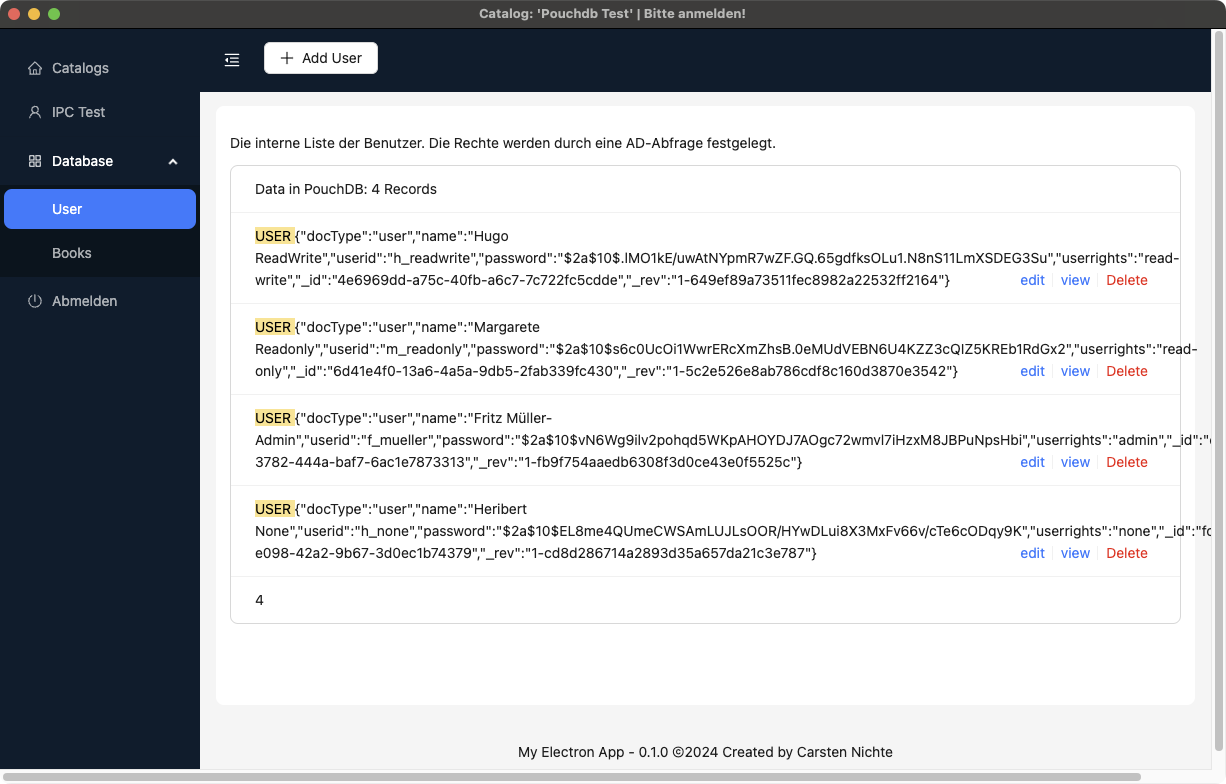 Catalog: 'Pouchdb Test' | Bitte anmelden!
Catalogs
IPC Test
Database
User
Books
Abmelden
Add User
Die interne Liste der Benutzer. Die Rechte werden durch eine AD-Abfrage festgelegt.
Data in PouchDB: 4 Records
USER {"docType":"user","name":"Hugo
ReadWrite","userid":"h_readwrite","password":"$2a$10$.IMO1kE/uwAtNYpmR7wZF.GQ.65gdfksOLu1.N8nS11LmXSDEG3Su","userrights":"read-
write","_id":"4e6969dd-a75c-40fb-a6c7-7c722fc5cdde","_rev":"1-649ef89a73511fec8982a22532ff2164"}
edit view Delete
USER {"docType":"user","name":"Margarete
Readonly","userid":"m_readonly","password":"$2a$10$s6c0UcOi1WwrERcXmZhsB.0eMUdVEBN6U4KZZ3cQIZ5KREb1RdGx2","userrights":"read-
only","_id":"6d41e4f0-13a6-4a5a-9db5-2fab339fc430","_rev":"1-5c2e526e8ab786cdf8c160d3870e3542"}
edit view Delete
USER {"docType":"user","name":"Fritz Müller-
Admin","userid":"f_mueller","password":"$2a$10$vN6Wg9ilv2pohqd5WKpAHOYDJ7AOgc72wmvl7iHzxM8JBPuNpsHbi","userrights":"admin","_id":
3782-444a-baf7-6ac1e7873313","_rev":"1-fb9f754aaedb6308f3d0ce43e0f5525c"}
edit view Delete
USER {"docType":"user","name":"Heribert
None","userid":"h_none","password":"$2a$10$EL8me4QUmeCWSAmLUJLsOOR/HYwDLui8X3MxFv66v/cTe6cODqy9K","userrights":"none","_id":
e098-42a2-9b67-3d0ec1b74379","_rev":"1-cd8d286714a2893d35a657da21c3e787"}
edit view Delete
4
My Electron App - 0.1.0 ©2024 Created by Carsten Nichte